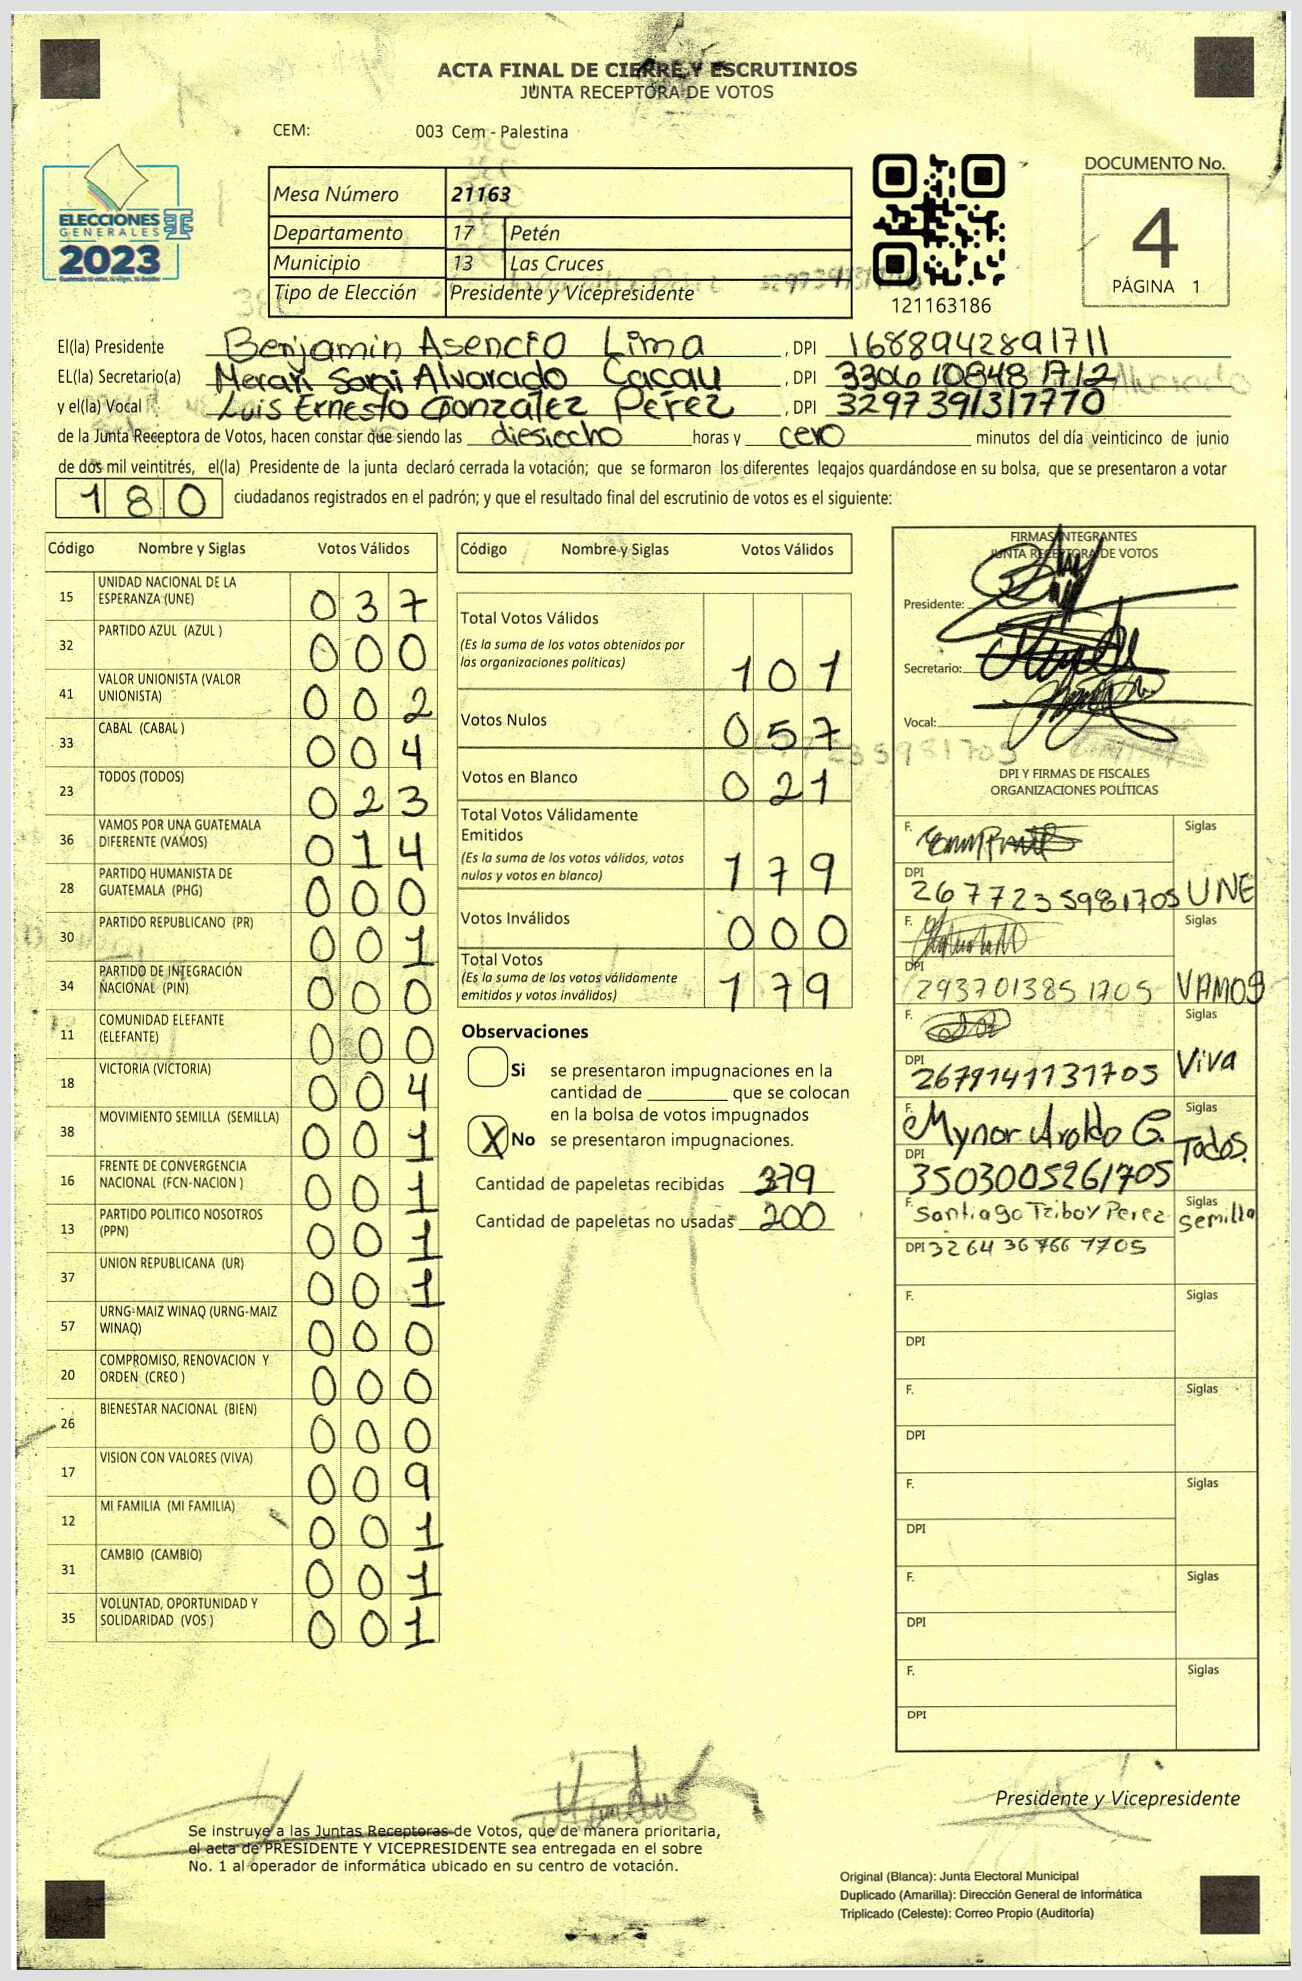 ACTA FINAL DE CIERRE Y ESCRUTINIOS
JUNTA RECEPTORA DE VOTOS
CEM: 003 Cem - Palestina
ELECCIONES
GENERALES
2023
Mesa Número 21163
Departamento 17 Petén
Municipio 13 Las Cruces
Tipo de Elección Presidente y Vicepresidente
121163186
DOCUMENTO No.
4
PÁGINA 1
El(la) Presidente Benjamin Asencio Lima, DPI 1688942891711
EL(la) Secretario(a) Merari Sarai Alvarado Cacau, DPI 3306108481712
y el(la) Vocal Luis Ernesto Gonzalez Perez, DPI 3297391317710
de la Junta Receptora de Votos, hacen constar que siendo las diesiecho horas y cero minutos del día veinticinco de junio
de dos mil veintitrés, el(la) Presidente de la junta declaró cerrada la votación; que se formaron los diferentes legajos quardándose en su bolsa, que se presentaron a votar
180 ciudadanos registrados en el padrón; y que el resultado final del escrutinio de votos es el siguiente:
Código Nombre y Siglas Votos Válidos
15 UNIDAD NACIONAL DE LA ESPERANZA (UNE) 037
32 PARTIDO AZUL (AZUL ) 000
41 VALOR UNIONISTA (VALOR UNIONISTA) 002
33 CABAL (CABAL ) 004
23 TODOS (TODOS) 023
36 VAMOS POR UNA GUATEMALA DIFERENTE (VAMOS) 014
28 PARTIDO HUMANISTA DE GUATEMALA (PHG) 000
30 PARTIDO REPUBLICANO (PR) 001
34 PARTIDO DE INTEGRACIÓN NACIONAL (PIN) 000
11 COMUNIDAD ELEFANTE (ELEFANTE) 000
18 VICTORIA (VICTORIA) 004
38 MOVIMIENTO SEMILLA (SEMILLA) 001
16 FRENTE DE CONVERGENCIA NACIONAL (FCN-NACION ) 001
13 PARTIDO POLITICO NOSOTROS (PPN) 001
37 UNION REPUBLICANA (UR) 001
57 URNG-MAIZ WINAQ (URNG-MAIZ WINAQ) 000
20 COMPROMISO, RENOVACION Y ORDEN (CREO ) 000
26 BIENESTAR NACIONAL (BIEN) 000
17 VISION CON VALORES (VIVA) 009
12 MI FAMILIA (MI FAMILIA) 001
31 CAMBIO (CAMBIO) 001
35 VOLUNTAD, OPORTUNIDAD Y SOLIDARIDAD (VOS ) 001
Código Nombre y Siglas Votos Válidos
Total Votos Válidos
(Es la suma de los votos obtenidos por
las organizaciones políticas) 101
Votos Nulos 057
Votos en Blanco 021
Total Votos Válidamente
Emitidos
(Es la suma de los votos válidos, votos
nulos y votos en blanco) 179
Votos Inválidos 000
Total Votos
(Es la suma de los votos válidamente
emitidos y votos inválidos) 179
Observaciones
Si se presentaron impugnaciones en la
cantidad de ________ que se colocan
en la bolsa de votos impugnados
X No se presentaron impugnaciones.
Cantidad de papeletas recibidas 379
Cantidad de papeletas no usadas 200
FIRMAS INTEGRANTES
JUNTA RECEPTORA DE VOTOS
Presidente:
Secretario:
Vocal:
DPI Y FIRMAS DE FISCALES
ORGANIZACIONES POLÍTICAS
F. Siglas
DPI 2677235981705 UNE
F. Siglas
DPI 2937013851705 VAMOS
F. Siglas
DPI 2679141131705 Viva
F. Mynor Aroldo G. Siglas
DPI 3503005261705 Todos.
F. Santiago Tziboy Perez Siglas Semilla
DPI 3264367667705
F. Siglas
DPI
F. Siglas
DPI
F. Siglas
DPI
F. Siglas
DPI
F. Siglas
DPI
Presidente y Vicepresidente
Se instruye a las Juntas Receptoras de Votos, que de manera prioritaria,
el acta de PRESIDENTE Y VICEPRESIDENTE sea entregada en el sobre
No. 1 al operador de informática ubicado en su centro de votación.
Original (Blanca): Junta Electoral Municipal
Duplicado (Amarilla): Dirección General de Informática
Triplicado (Celeste): Correo Propio (Auditoría)